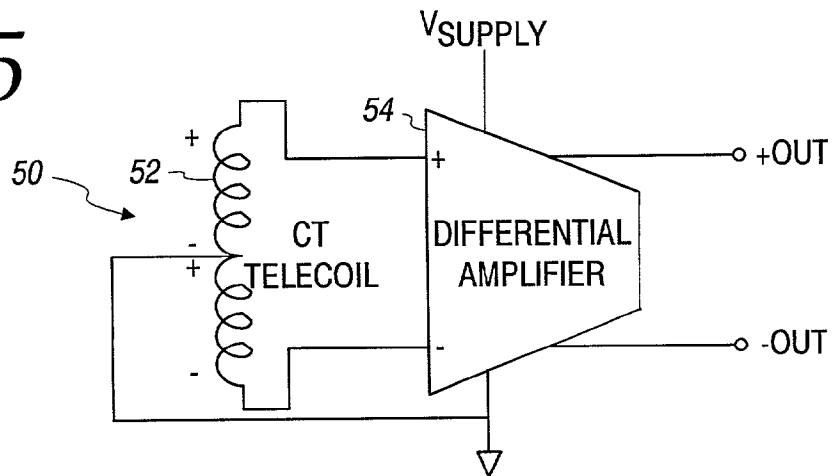 5
VSUPPLY
54
+
+
+OUT
50
52
CT
TELECOIL
DIFFERENTIAL
AMPLIFIER
-
+
-
-
-OUT